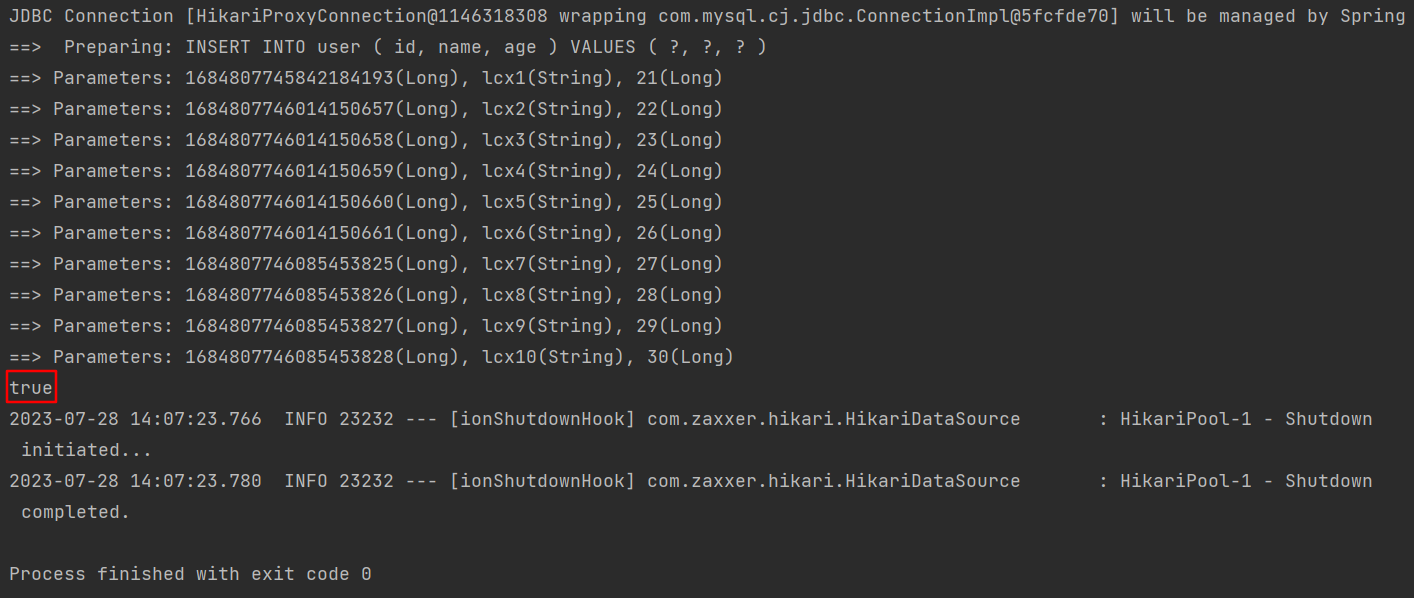 JDBC Connection [HikariProxyConnection@1146318308 wrapping com.mysql.cj.jdbc.ConnectionImpl@5fcfde70] will be managed by Spring
==>  Preparing: INSERT INTO user ( id, name, age ) VALUES ( ?, ?, ? )
==> Parameters: 1684807745842184193(Long), lcx1(String), 21(Long)
==> Parameters: 1684807746014150657(Long), lcx2(String), 22(Long)
==> Parameters: 1684807746014150658(Long), lcx3(String), 23(Long)
==> Parameters: 1684807746014150659(Long), lcx4(String), 24(Long)
==> Parameters: 1684807746014150660(Long), lcx5(String), 25(Long)
==> Parameters: 1684807746014150661(Long), lcx6(String), 26(Long)
==> Parameters: 1684807746085453825(Long), lcx7(String), 27(Long)
==> Parameters: 1684807746085453826(Long), lcx8(String), 28(Long)
==> Parameters: 1684807746085453827(Long), lcx9(String), 29(Long)
==> Parameters: 1684807746085453828(Long), lcx10(String), 30(Long)
true
2023-07-28 14:07:23.766  INFO 23232 --- [ionShutdownHook] com.zaxxer.hikari.HikariDataSource       : HikariPool-1 - Shutdown
 initiated...
2023-07-28 14:07:23.780  INFO 23232 --- [ionShutdownHook] com.zaxxer.hikari.HikariDataSource       : HikariPool-1 - Shutdown
 completed.
Process finished with exit code 0